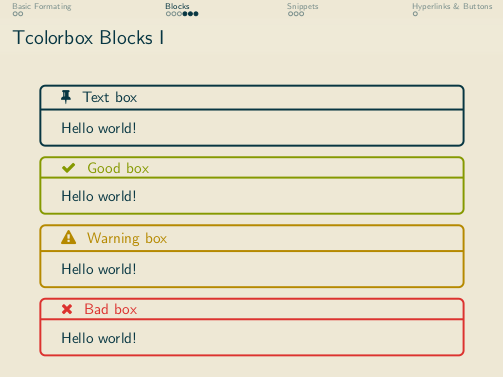 Basic Formating Blocks Snippets Hyperlinks & Buttons
Tcolorbox Blocks I
Text box
Hello world!
Good box
Hello world!
Warning box
Hello world!
Bad box
Hello world!